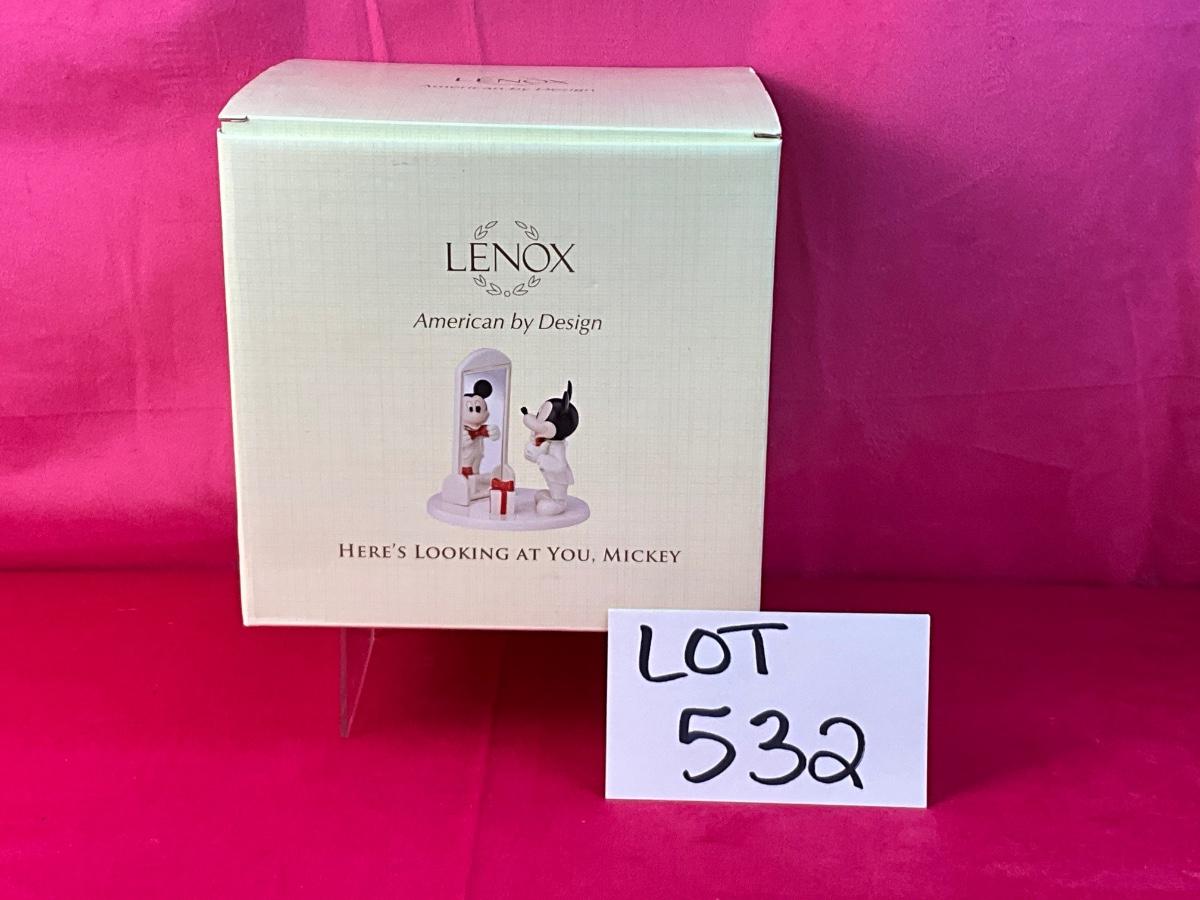 LENOX
American by Design
LENOX
American by Design
HERE'S LOOKING AT YOU, MICKEY
LOT
532